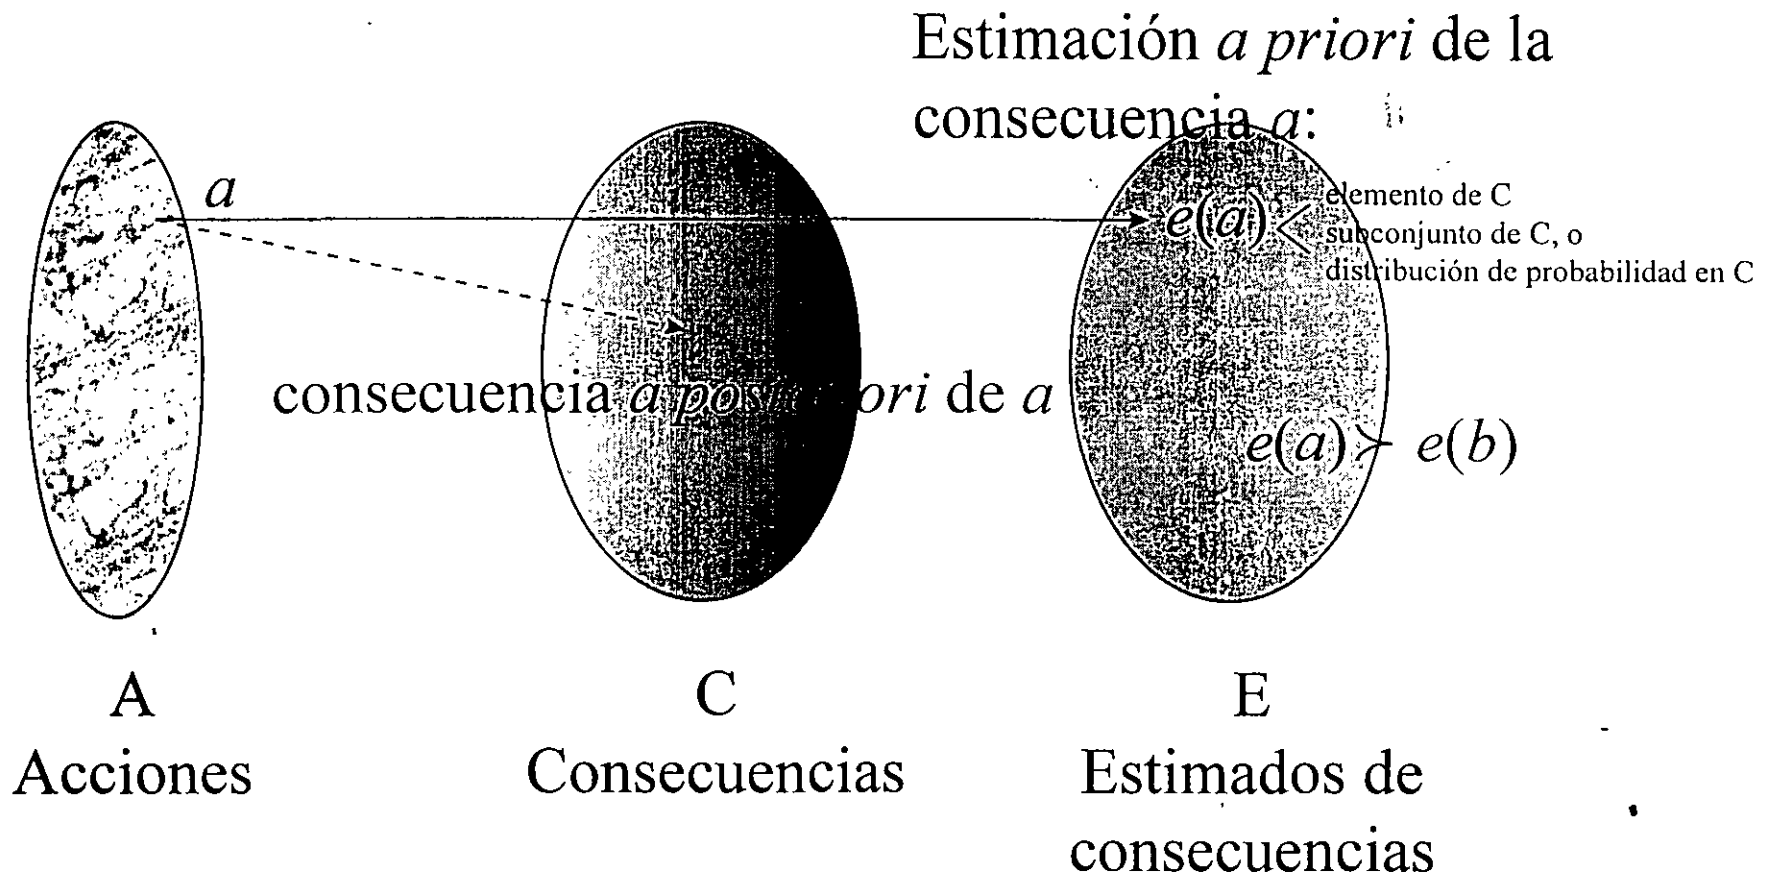 Estimación a priori de la
consecuencia a:
a
e(a) <
elemento de C
subconjunto de C, o
distribución de probabilidad en C
consecuencia a posteriori de a
e(a) ≻ e(b)
A
Acciones
C
Consecuencias
E
Estimados de
consecuencias